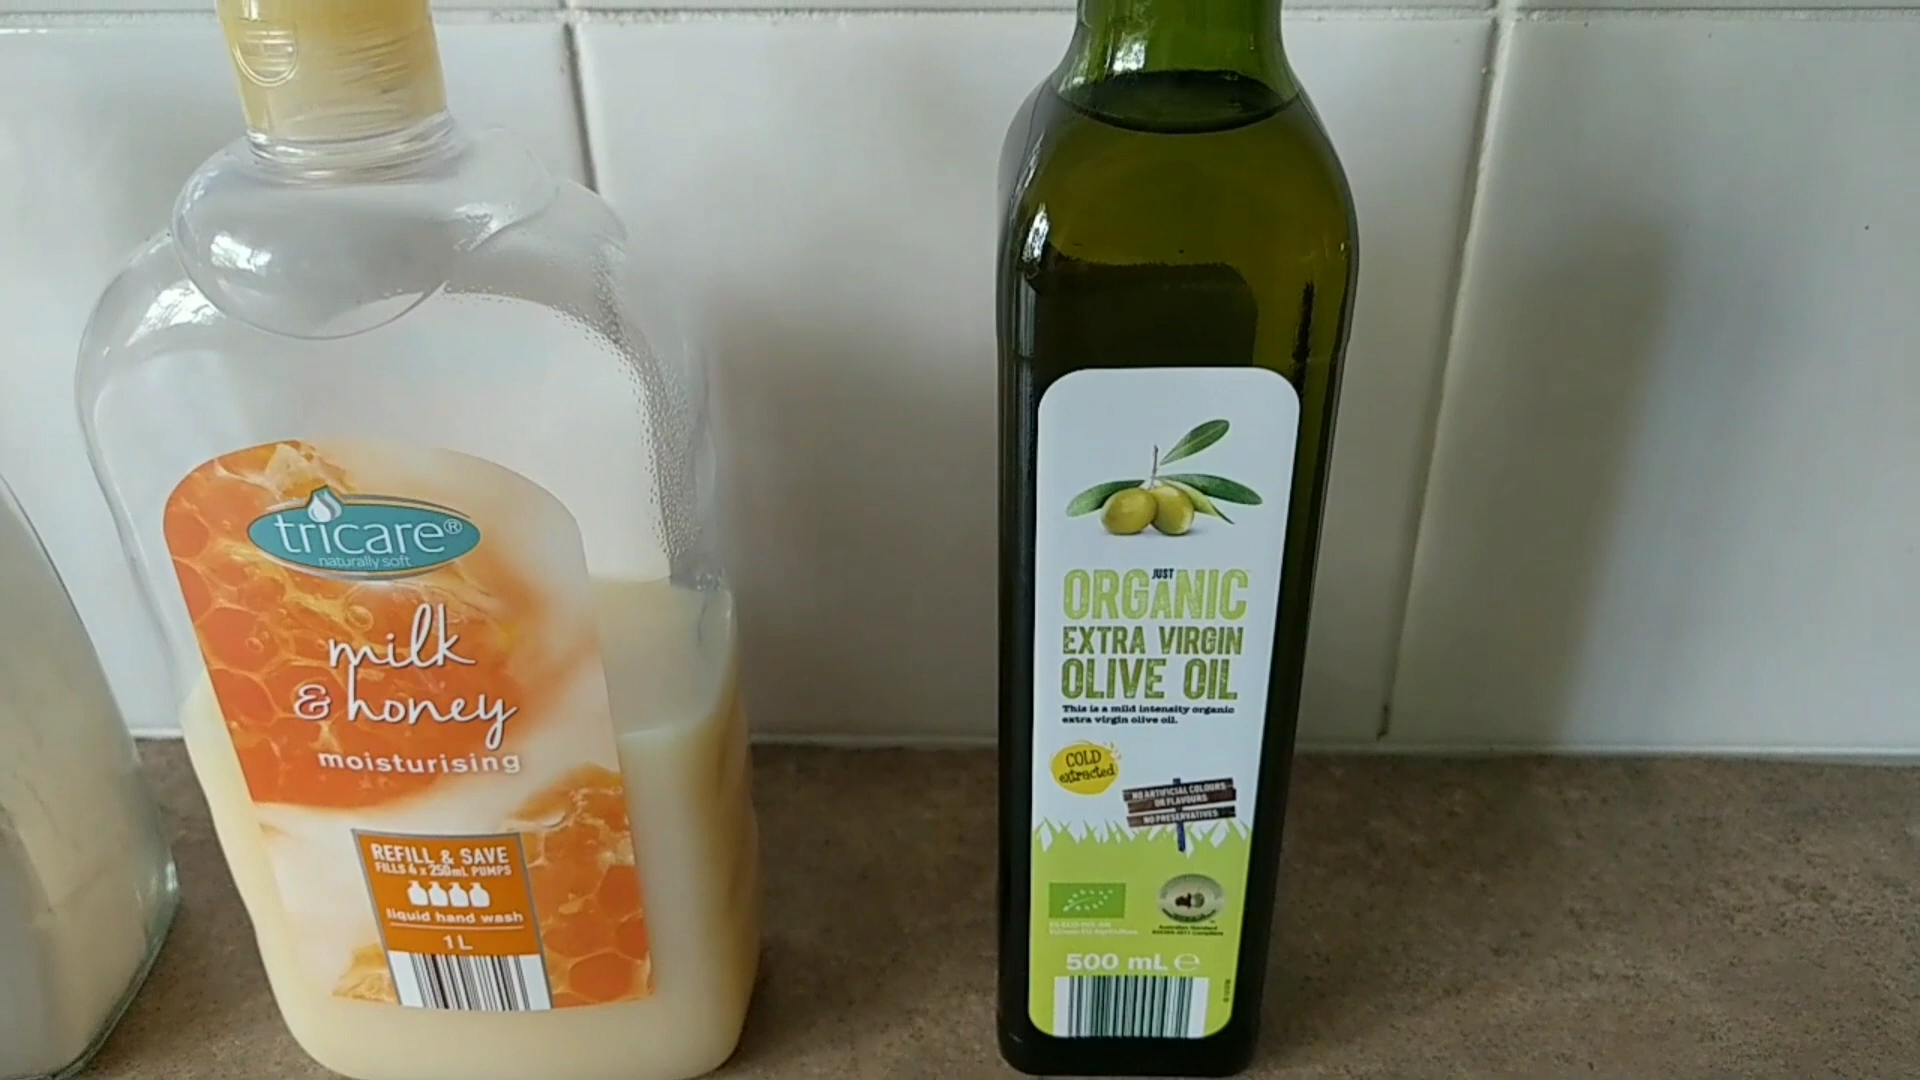 tricare®
naturally soft
milk
& honey
moisturising
REFILL & SAVE
FILLS 4 x 250mL PUMPS
liquid hand wash
1L
JUST
ORGANIC
EXTRA VIRGIN
OLIVE OIL
This is a mild intensity organic
extra virgin olive oil.
COLD
extracted
NO ARTIFICIAL COLOURS
OR FLAVOURS
NO PRESERVATIVES
Australian Standard
500 mL e